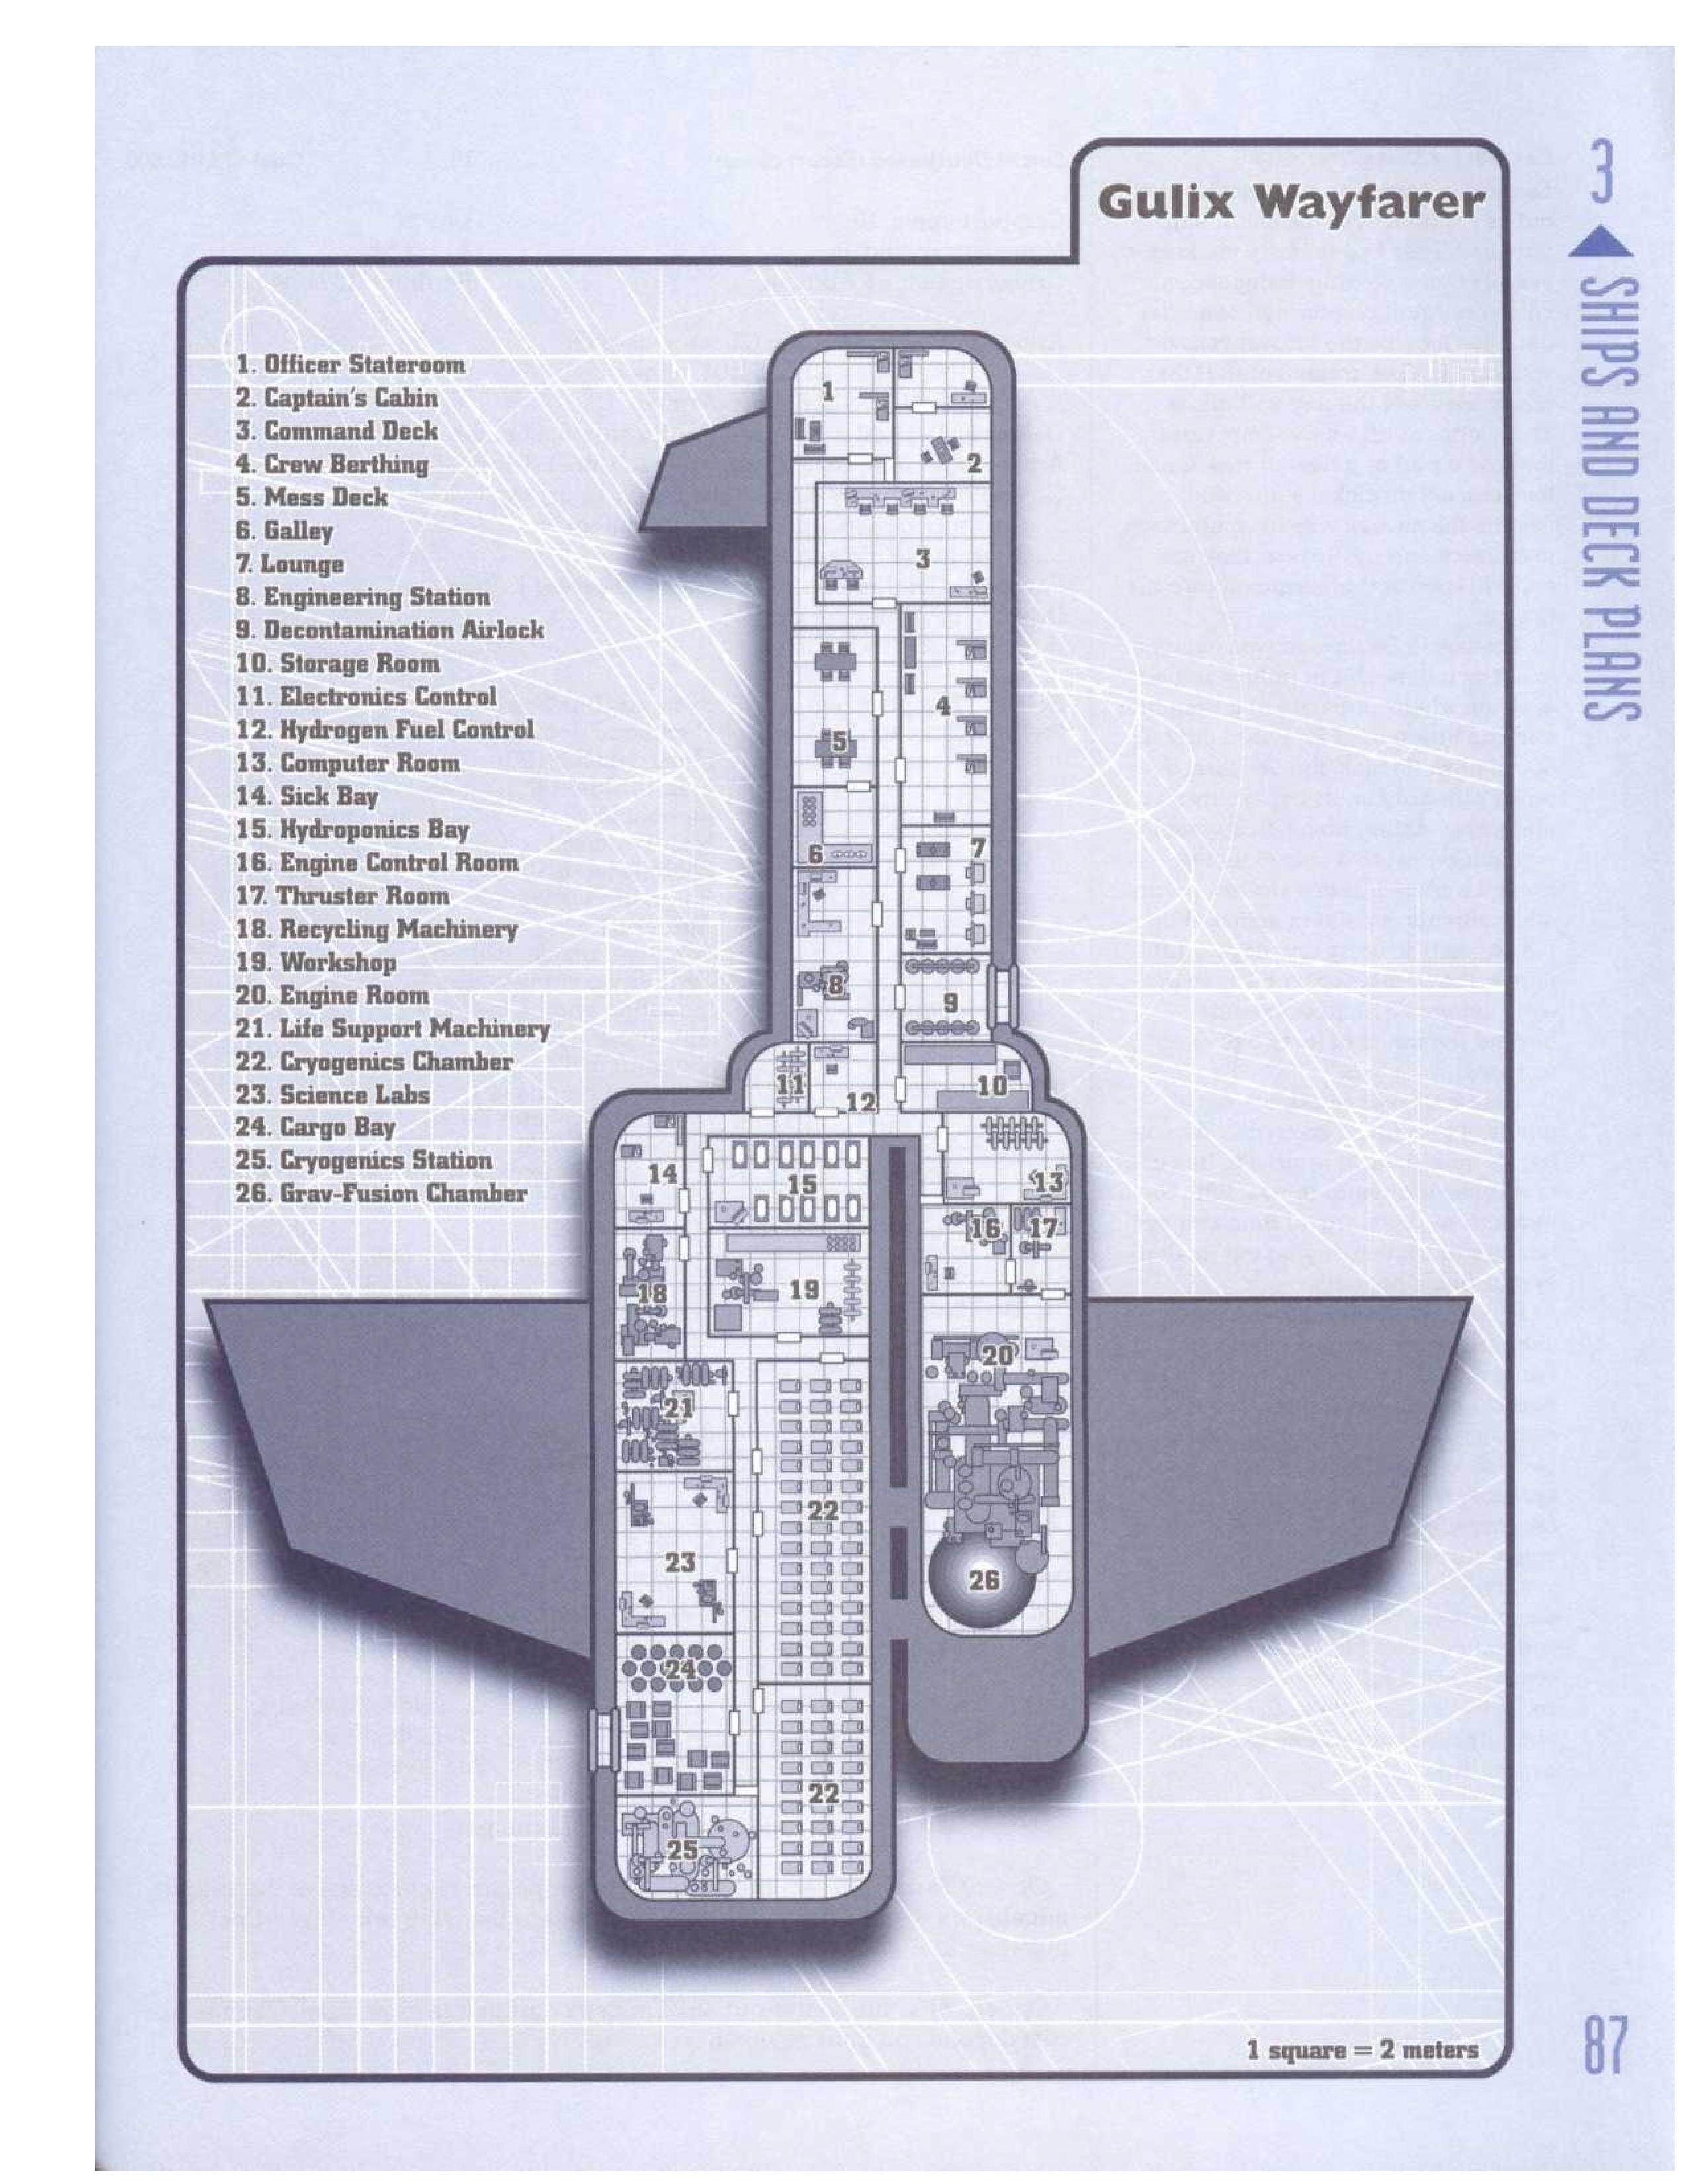 Gulix Wayfarer
3
SHIPS AND DECK PLANS
1. Officer Stateroom
2. Captain's Cabin
3. Command Deck
4. Crew Berthing
5. Mess Deck
6. Galley
7. Lounge
8. Engineering Station
9. Decontamination Airlock
10. Storage Room
11. Electronics Control
12. Hydrogen Fuel Control
13. Computer Room
14. Sick Bay
15. Hydroponics Bay
16. Engine Control Room
17. Thruster Room
18. Recycling Machinery
19. Workshop
20. Engine Room
21. Life Support Machinery
22. Cryogenics Chamber
23. Science Labs
24. Cargo Bay
25. Cryogenics Station
26. Grav-Fusion Chamber
1
2
3
4
5
6
7
8
9
10
11
12
13
14
15
16
17
18
19
20
21
22
23
24
26
22
25
1 square = 2 meters
87